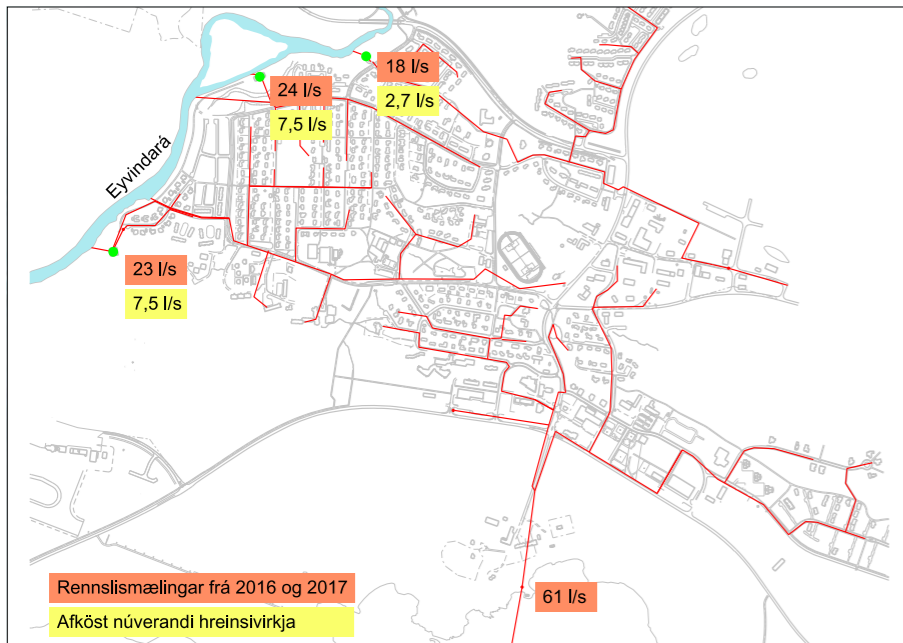 18 l/s
2,7 l/s
24 l/s
7,5 l/s
Eyvindará
23 l/s
7,5 l/s
61 l/s
Rennslismælingar frá 2016 og 2017
Afköst núverandi hreinsivirkja